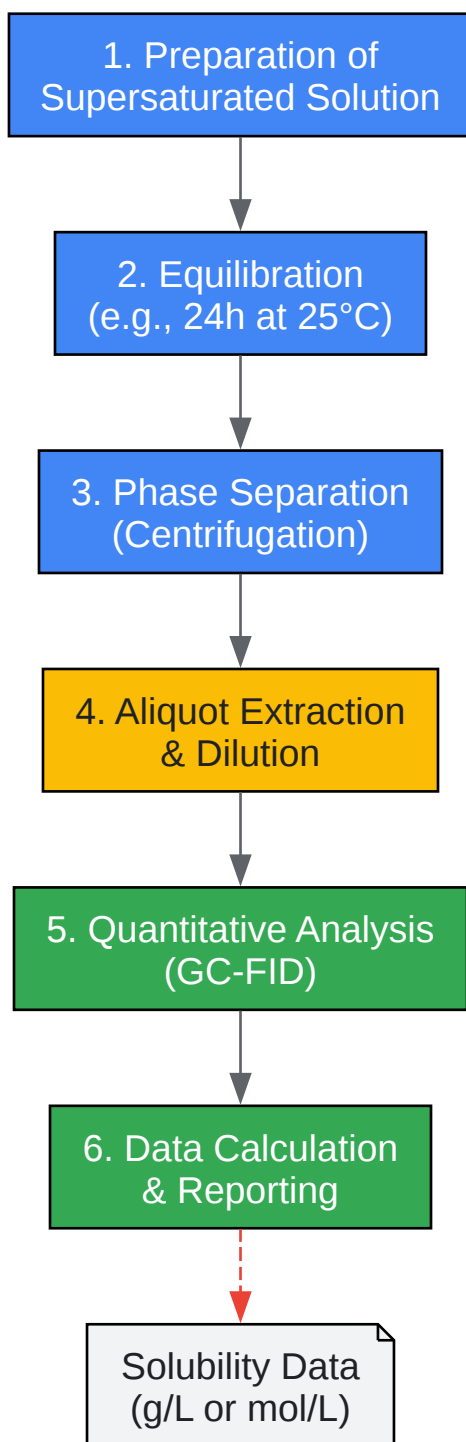 1. Preparation of
Supersaturated Solution
2. Equilibration
(e.g., 24h at 25°C)
3. Phase Separation
(Centrifugation)
4. Aliquot Extraction
& Dilution
5. Quantitative Analysis
(GC-FID)
6. Data Calculation
& Reporting
Solubility Data
(g/L or mol/L)